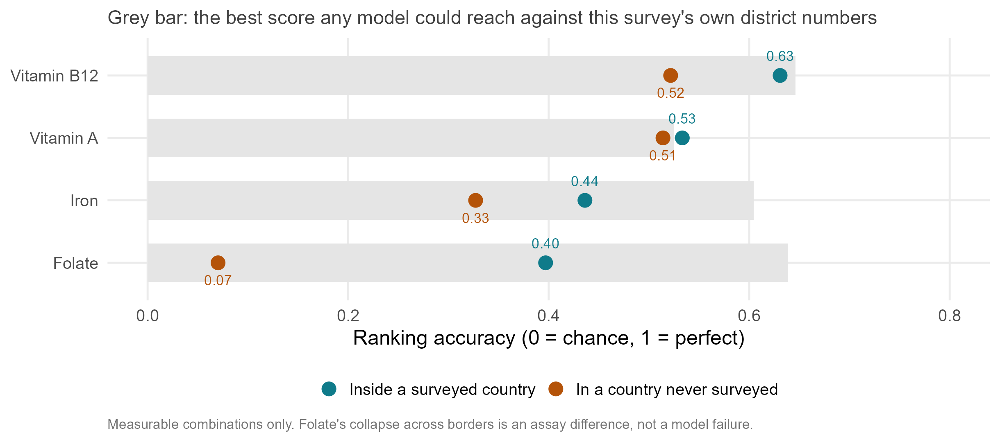 Grey bar: the best score any model could reach against this survey's own district numbers
Vitamin B12
0.63
0.52
Vitamin A
0.53
0.51
Iron
0.44
0.33
Folate
0.40
0.07
0.0 0.2 0.4 0.6 0.8
Ranking accuracy (0 = chance, 1 = perfect)
Inside a surveyed country In a country never surveyed
Measurable combinations only. Folate's collapse across borders is an assay difference, not a model failure.